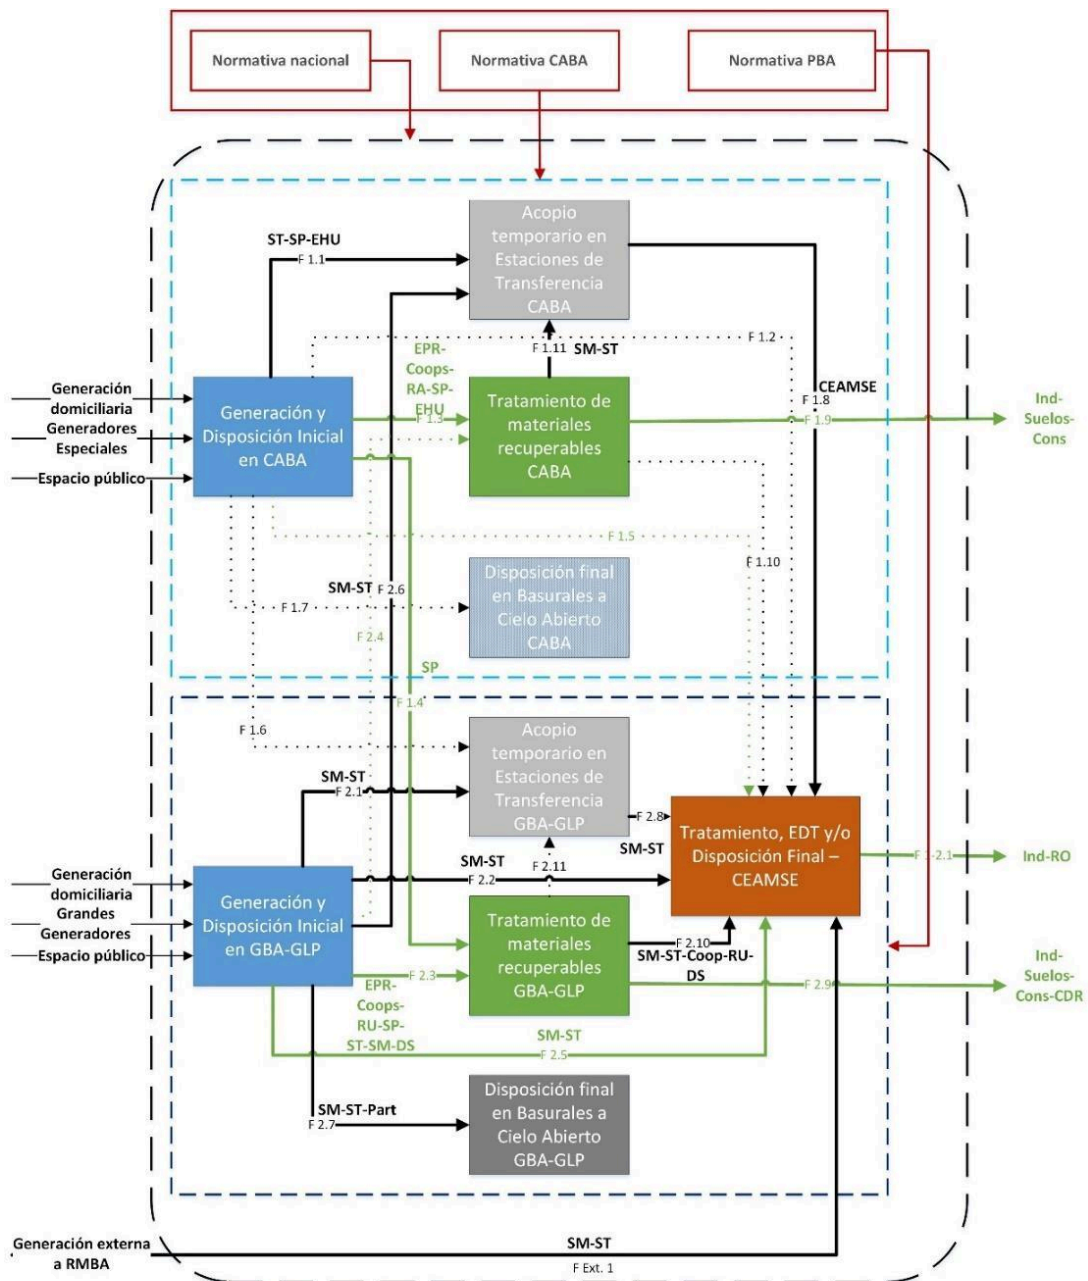 Normativa nacional
Normativa CABA
Normativa PBA
Acopio
temporario en
Estaciones de
Transferencia
CABA
ST-SP-EHU
F 1.1
F 1.11
SM-ST
F 1.2
EPR-
Coops-
RA-SP-
EHU
F 1.3
CEAMSE
F 1.8
F 1.9
Generación
domiciliaria
Generadores
Especiales
Espacio público
Generación y
Disposición Inicial
en CABA
Tratamiento de
materiales
recuperables
CABA
Ind-
Suelos-
Cons
F 1.5
F 1.10
Disposición final
en Basurales a
Cielo Abierto
CABA
SM-ST
F 2.6
F 1.7
F 2.4
SP
F 1.4
F 1.6
Acopio
temporario en
Estaciones de
Transferencia
GBA-GLP
SM-ST
F 2.1
F 2.8
SM-ST
F 2.11
SM-ST
F 2.2
Tratamiento, EDT y/o
Disposición Final –
CEAMSE
F 1-2.1
Ind-RO
Generación
domiciliaria
Grandes
Generadores
Espacio público
Generación y
Disposición Inicial
en GBA-GLP
Tratamiento de
materiales
recuperables
GBA-GLP
F 2.10
SM-ST-Coop-RU-
DS
F 2.9
Ind-
Suelos-
Cons-CDR
F 2.3
EPR-
Coops-
RU-SP-
ST-SM-DS
SM-ST
F 2.5
SM-ST-Part
F 2.7
Disposición final
en Basurales a
Cielo Abierto
GBA-GLP
Generación externa
a RMBA
SM-ST
F Ext. 1